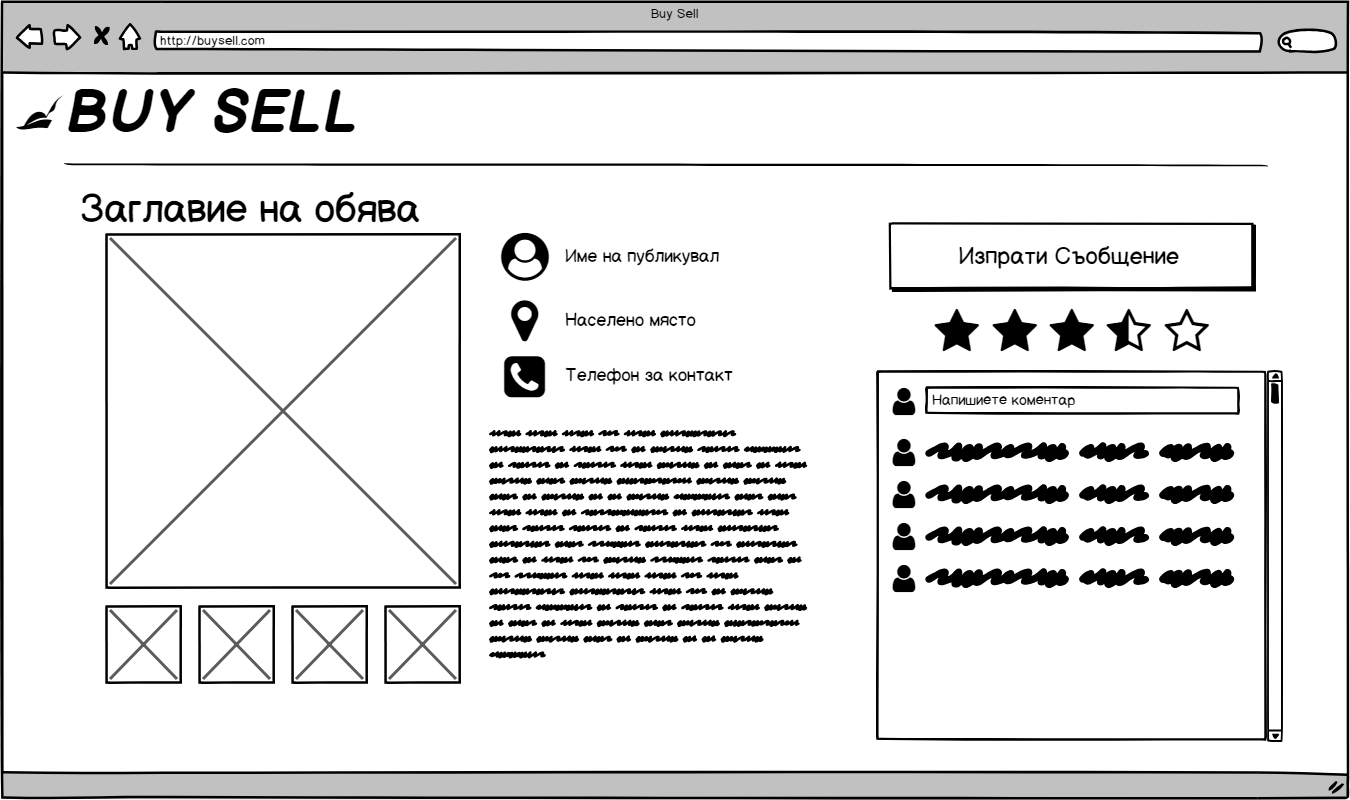 Buy Sell
http://buysell.com
BUY SELL
Заглавие на обява
Име на публикувал
Населено място
Телефон за контакт
Изпрати Съобщение
Напишиете коментар